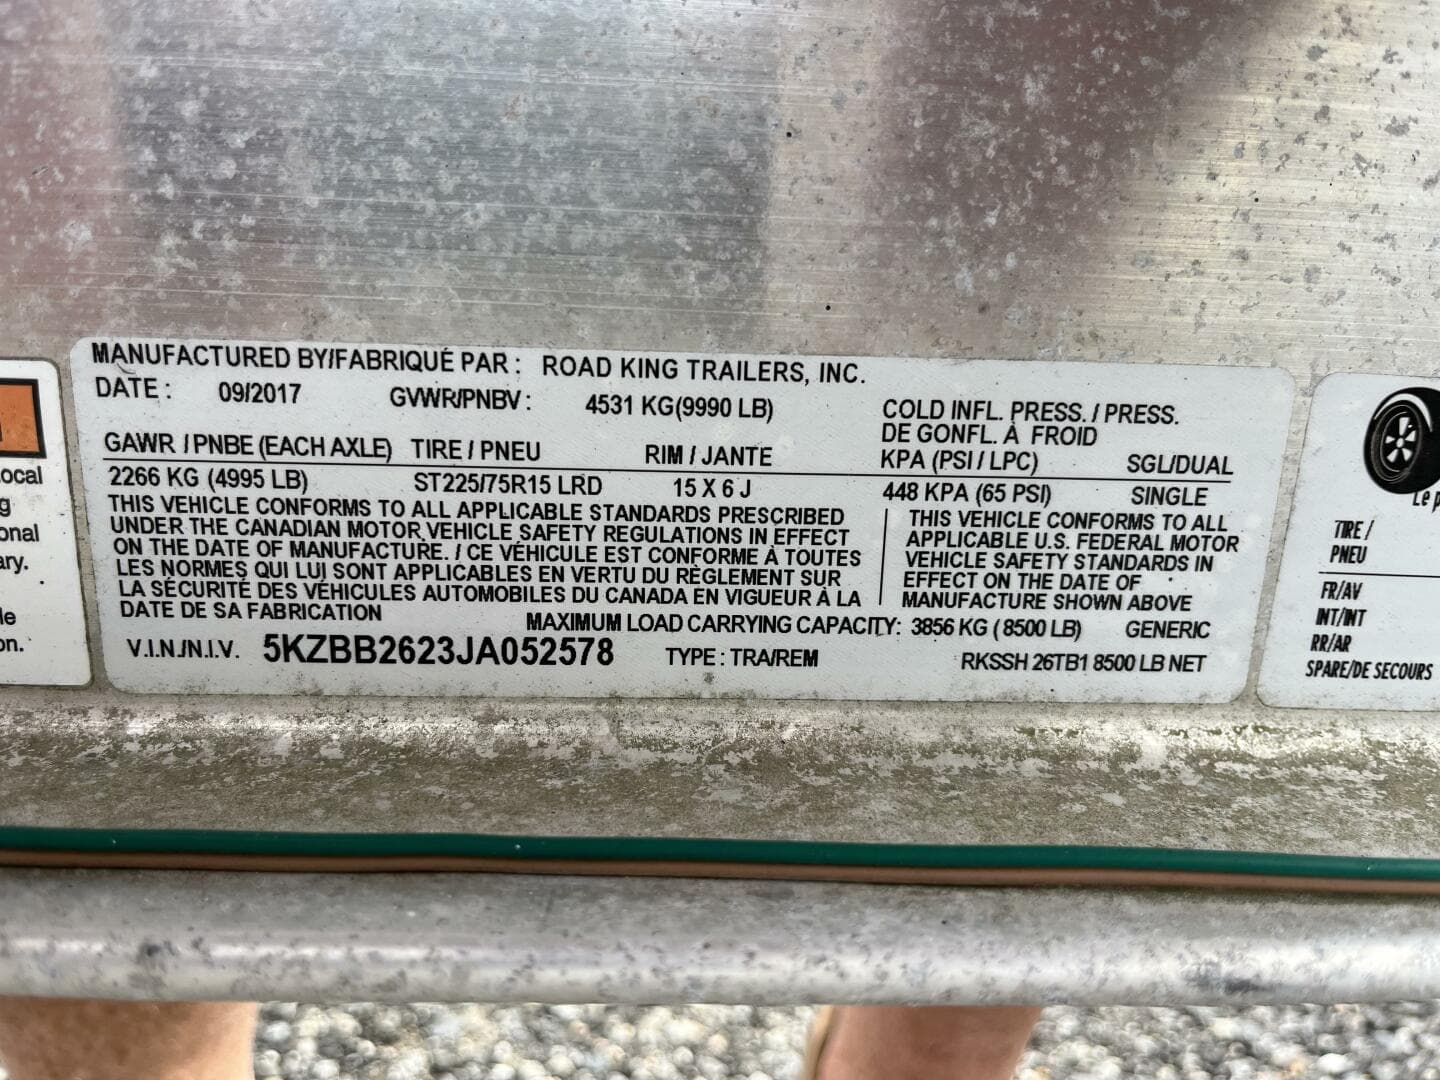 MANUFACTURED BY/FABRIQUÉ PAR : ROAD KING TRAILERS, INC.
DATE : 09/2017 GVWR/PNBV : 4531 KG(9990 LB)
COLD INFL. PRESS. / PRESS.
DE GONFL. À FROID
GAWR / PNBE (EACH AXLE) TIRE / PNEU RIM / JANTE KPA (PSI / LPC) SGL/DUAL
2266 KG (4995 LB) ST225/75R15 LRD 15 X 6 J 448 KPA (65 PSI) SINGLE
THIS VEHICLE CONFORMS TO ALL APPLICABLE STANDARDS PRESCRIBED
UNDER THE CANADIAN MOTOR VEHICLE SAFETY REGULATIONS IN EFFECT
ON THE DATE OF MANUFACTURE. / CE VÉHICULE EST CONFORME À TOUTES
LES NORMES QUI LUI SONT APPLICABLES EN VERTU DU RÈGLEMENT SUR
LA SÉCURITÉ DES VÉHICULES AUTOMOBILES DU CANADA EN VIGUEUR À LA
DATE DE SA FABRICATION
THIS VEHICLE CONFORMS TO ALL
APPLICABLE U.S. FEDERAL MOTOR
VEHICLE SAFETY STANDARDS IN
EFFECT ON THE DATE OF
MANUFACTURE SHOWN ABOVE
MAXIMUM LOAD CARRYING CAPACITY: 3856 KG ( 8500 LB) GENERIC
V.I.N./N.I.V. 5KZBB2623JA052578 TYPE : TRA/REM RKSSH 26TB1 8500 LB NET
ocal
g
onal
ary.
le
on.
Le p
TIRE /
PNEU
FR/AV
INT/INT
RR/AR
SPARE/DE SECOURS